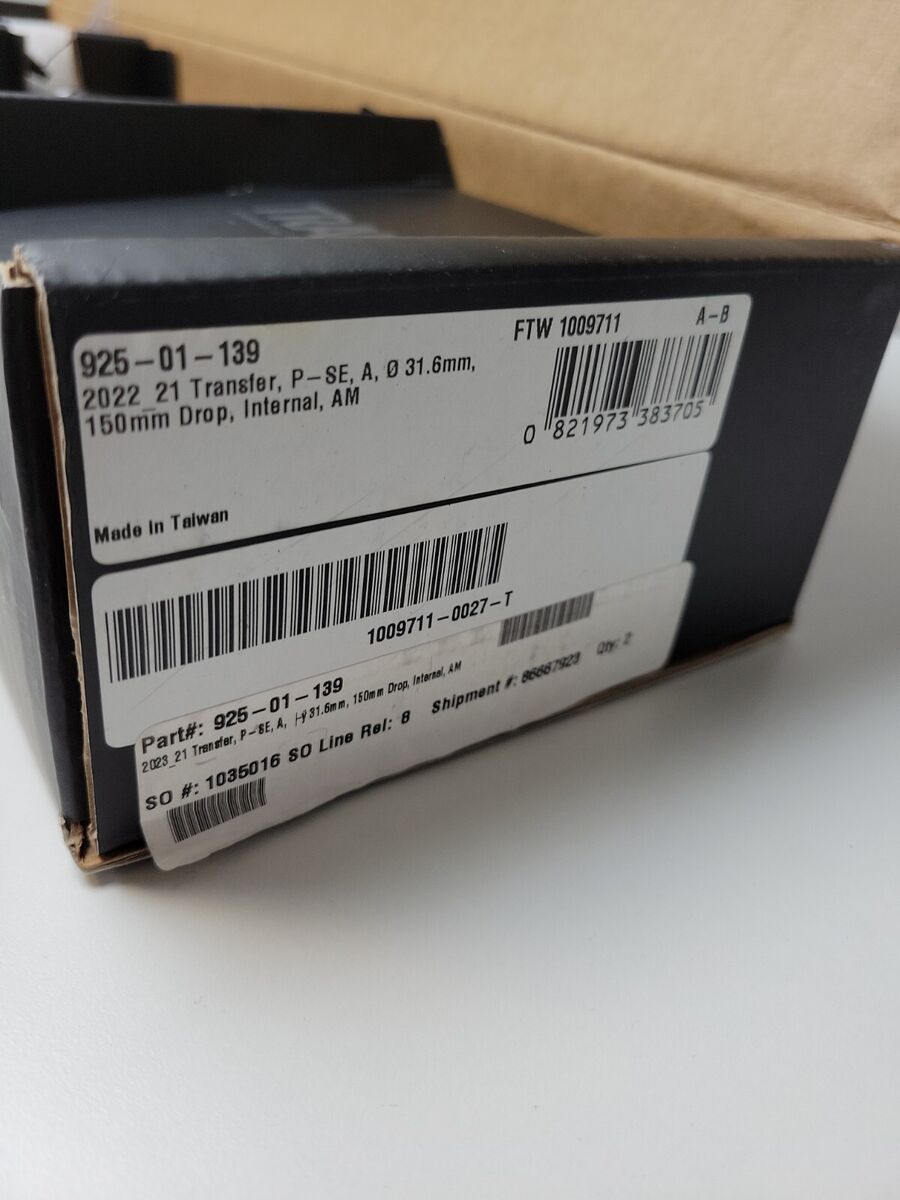 925-01-139
2022_21 Transfer, P-SE, A, Ø 31.6mm,
150mm Drop, Internal, AM
FTW 1009711
A-B
0 821973 383705
Made in Taiwan
1009711-0027-T
Part#: 925-01-139
2023_21 Transfer, P-SE, A, 31.6mm, 150mm Drop, Internal, AM
SO #: 1035016 SO Line Rel: 8 Shipment #: 86667923 Qty: 2